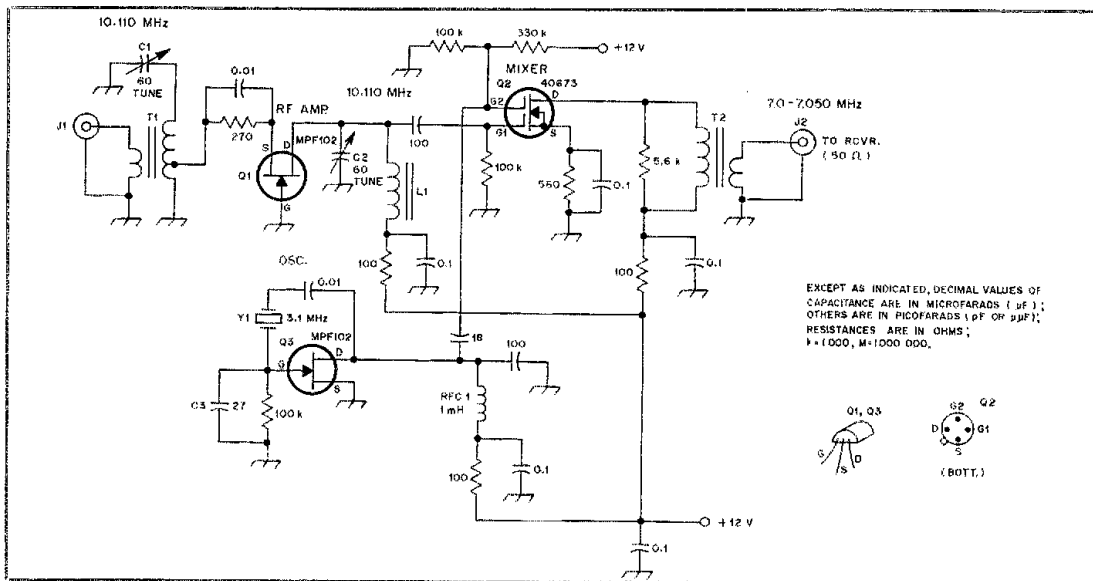 10.110 MHz
C1
60
TUNE
J1
T1
0.01
270
RF AMP.
S
D
MPF102
Q1
G
10.110 MHz
C2
60
TUNE
100
L1
100
0.1
100 k
330 k
+12 V
MIXER
Q2
40673
G2
D
G1
S
100 k
560
0.1
5.6 k
T2
7.0-7.050 MHz
J2
TO RCVR.
(50 Ω)
100
0.1
OSC.
0.01
Y1
3.1 MHz
MPF102
Q3
D
G
S
C3
27
100 k
18
100
RFC 1
1 mH
100
0.1
+12 V
0.1
EXCEPT AS INDICATED, DECIMAL VALUES OF
CAPACITANCE ARE IN MICROFARADS (µF);
OTHERS ARE IN PICOFARADS (pF OR µµF);
RESISTANCES ARE IN OHMS;
k=1000, M=1000 000.
Q1, Q3
G
S
D
Q2
G2
D
G1
S
(BOTT.)